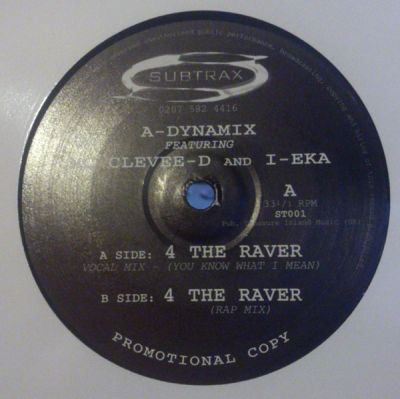 SUBTRAX
0207 582 4416
A-DYNAMIX
FEATURING
CLEVEE-D AND I-EKA
A
33⅓ RPM
ST001
A SIDE: 4 THE RAVER
VOCAL MIX - (YOU KNOW WHAT I MEAN)
B SIDE: 4 THE RAVER
(RAP MIX)
PROMOTIONAL COPY